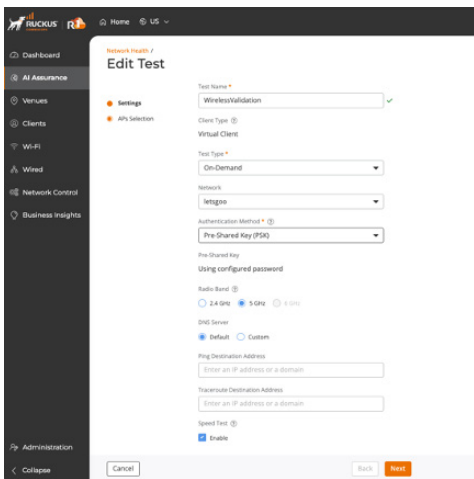 RUCKUS R1 Home US
Dashboard
AI Assurance
Venues
Clients
Wi-Fi
Wired
Network Control
Business Insights
Administration
Collapse
Network Health /
Edit Test
Settings
APs Selection
Test Name *
WirelessValidation
Client Type
Virtual Client
Test Type *
On-Demand
Network
letsgoo
Authentication Method *
Pre-Shared Key (PSK)
Pre-Shared Key
Using configured password
Radio Band
2.4 GHz 5 GHz 6 GHz
DNS Server
Default Custom
Ping Destination Address
Enter an IP address or a domain
Traceroute Destination Address
Enter an IP address or a domain
Speed Test
Enable
Cancel Back Next